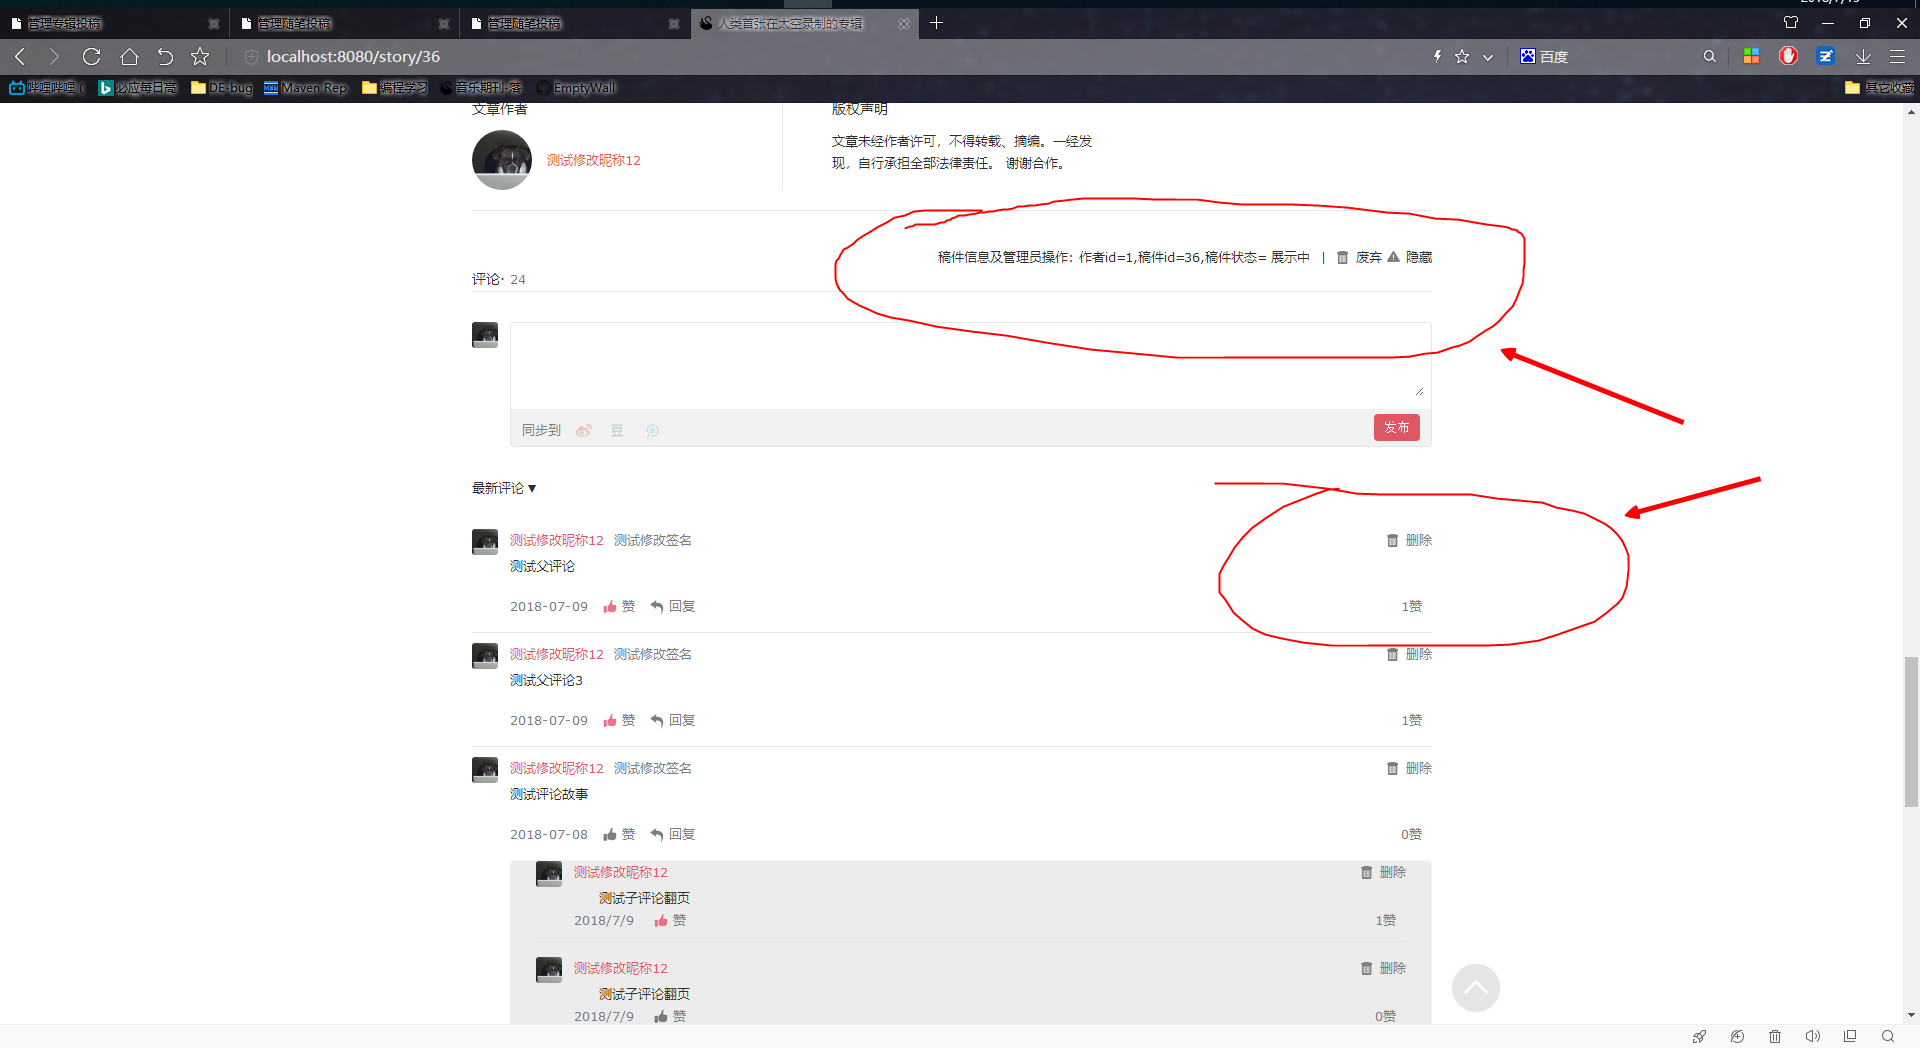 管理专辑投稿
管理随笔投稿
管理随笔投稿
人类首张在太空录制的专辑
localhost:8080/story/36
百度
哔哩哔哩 (
必应每日高
DE-bug
Maven Rep
编程学习
音乐期刊-落
EmptyWall
其它收藏
文章作者
测试修改昵称12
版权声明
文章未经作者许可，不得转载、摘编。一经发
现，自行承担全部法律责任。 谢谢合作。
稿件信息及管理员操作: 作者id=1,稿件id=36,稿件状态= 展示中 | 废弃 隐藏
评论· 24
同步到
豆
发布
最新评论 ▼
测试修改昵称12 测试修改签名 删除
测试父评论
2018-07-09 赞 回复 1赞
测试修改昵称12 测试修改签名 删除
测试父评论3
2018-07-09 赞 回复 1赞
测试修改昵称12 测试修改签名 删除
测试评论故事
2018-07-08 赞 回复 0赞
测试修改昵称12 删除
测试子评论翻页
2018/7/9 赞 1赞
测试修改昵称12 删除
测试子评论翻页
2018/7/9 赞 0赞